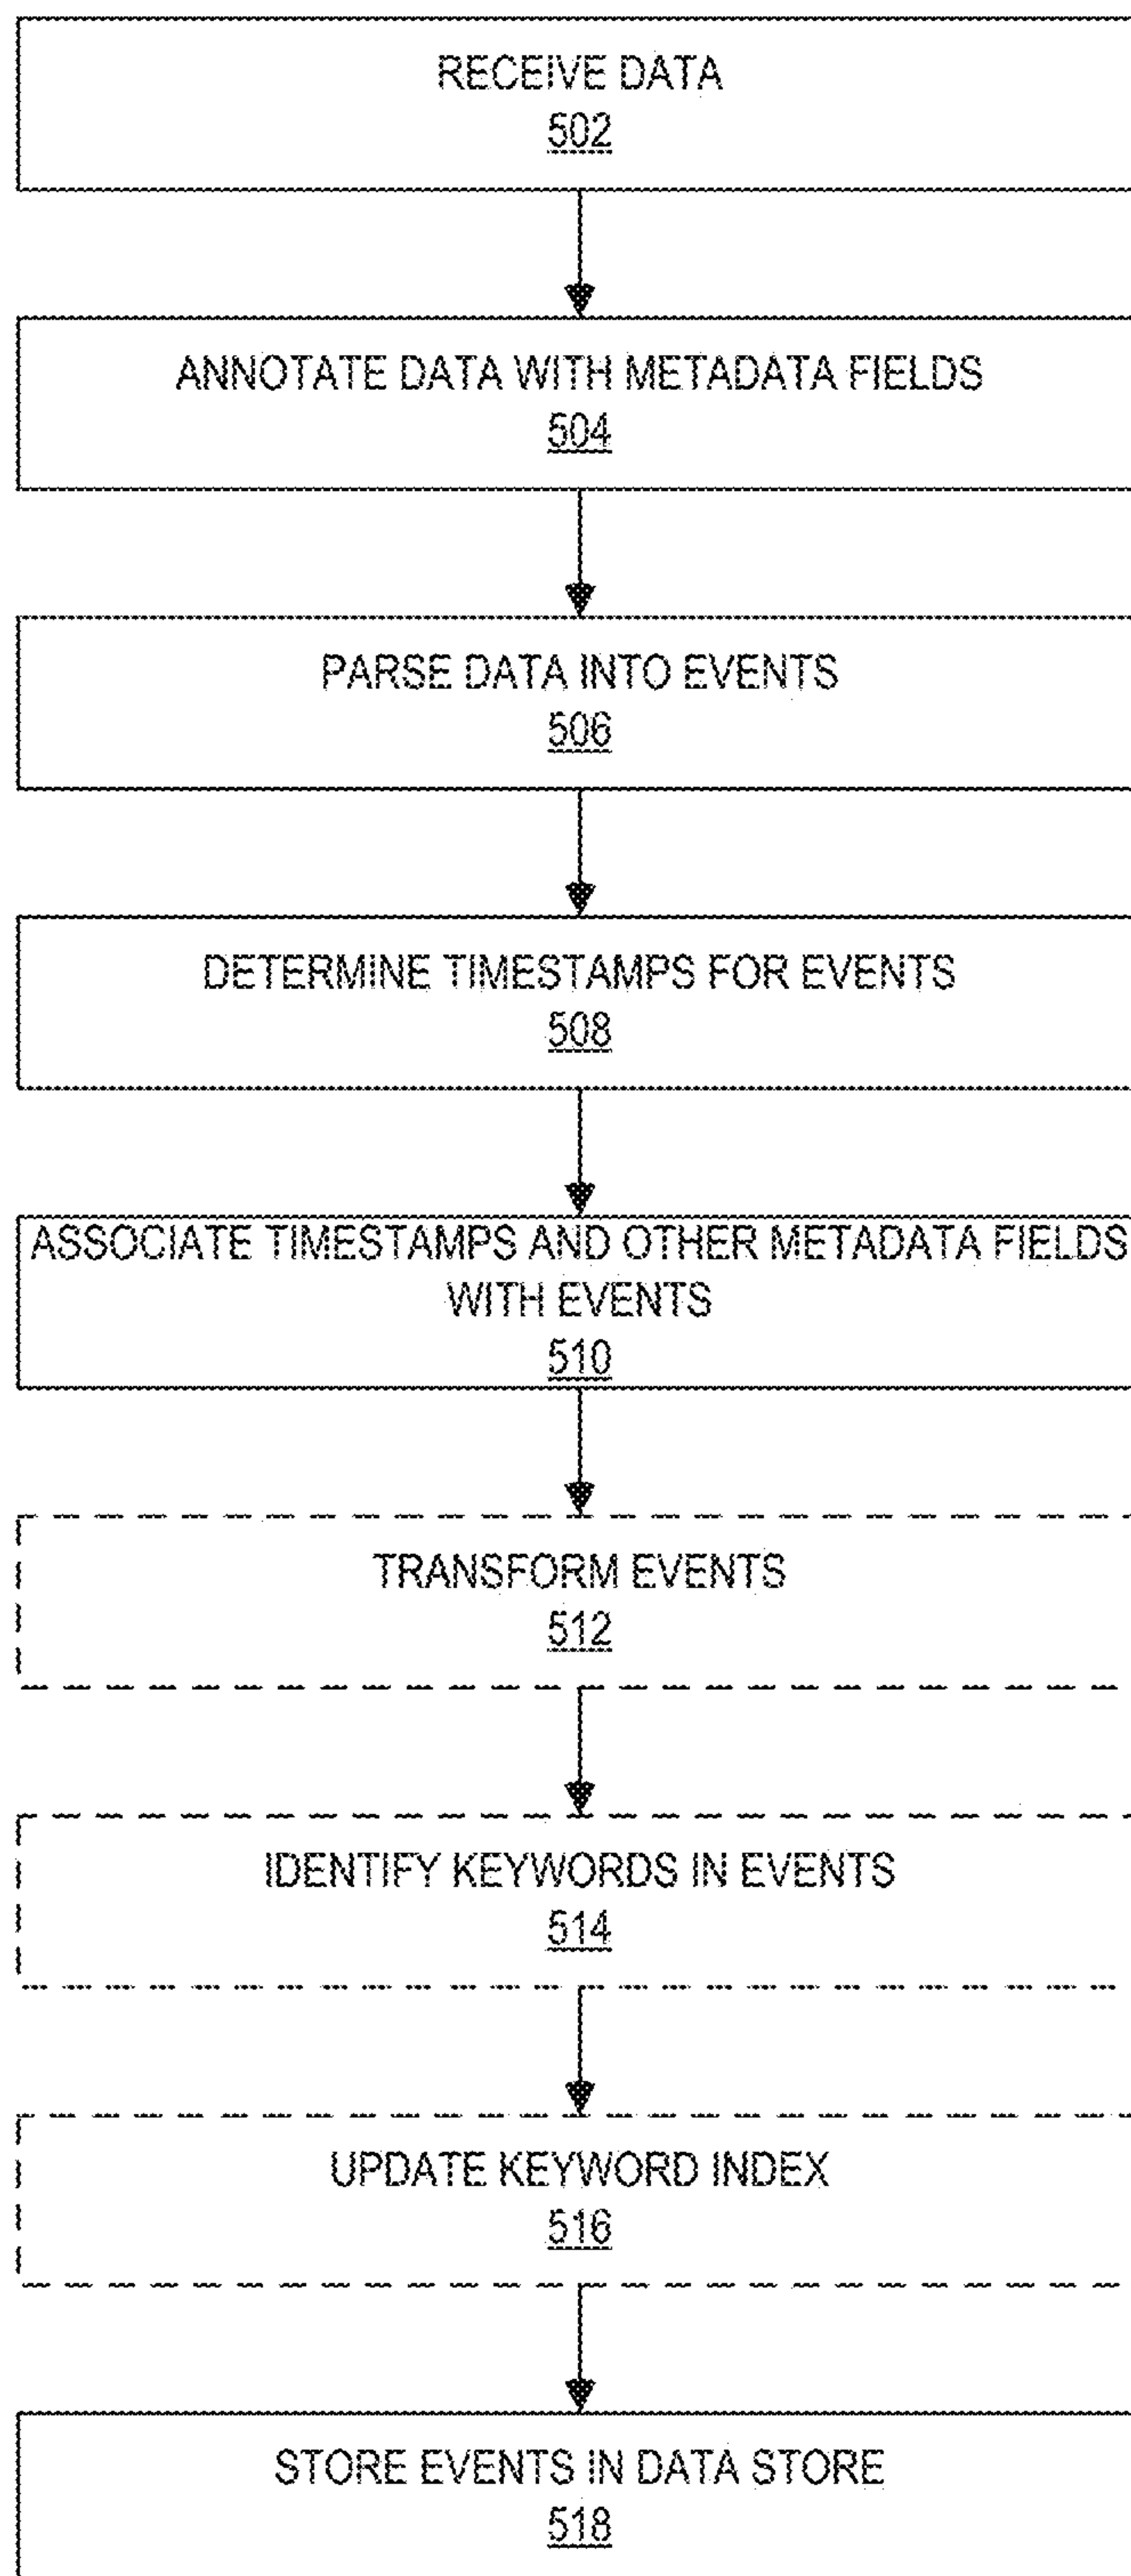 RECEIVE DATA
502
ANNOTATE DATA WITH METADATA FIELDS
504
PARSE DATA INTO EVENTS
506
DETERMINE TIMESTAMPS FOR EVENTS
508
ASSOCIATE TIMESTAMPS AND OTHER METADATA FIELDS
WITH EVENTS
510
TRANSFORM EVENTS
512
IDENTIFY KEYWORDS IN EVENTS
514
UPDATE KEYWORD INDEX
516
STORE EVENTS IN DATA STORE
518